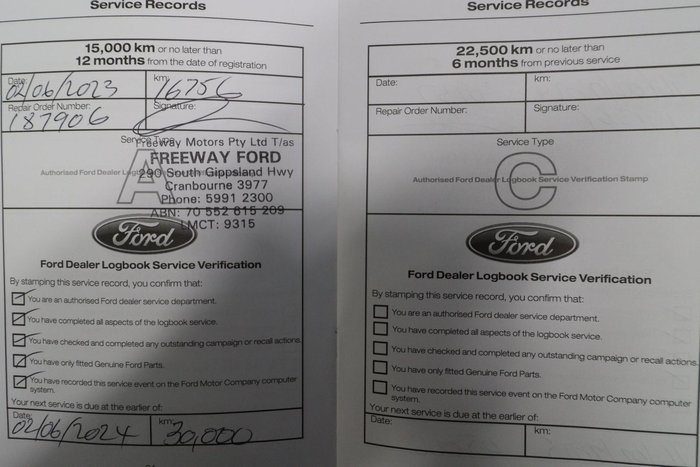 Service Records
15,000 km or no later than
12 months from the date of registration
Date: 02/06/2023 km: 16756
Repair Order Number: 187906 Signature:
Service Type
A
Authorised Ford Dealer
Freeway Motors Pty Ltd T/as
FREEWAY FORD
290 South Gippsland Hwy
Cranbourne 3977
Phone: 5991 2300
ABN: 70 552 615 209
LMCT: 9315
Ford
Ford Dealer Logbook Service Verification
By stamping this service record, you confirm that:
You are an authorised Ford dealer service department.
You have completed all aspects of the logbook service.
You have checked and completed any outstanding campaign or recall actions.
You have only fitted Genuine Ford Parts.
You have recorded this service event on the Ford Motor Company computer
system.
Your next service is due at the earlier of:
Date: 02/06/2024 km: 30,000
Service Records
22,500 km or no later than
6 months from previous service
Date: km:
Repair Order Number: Signature:
Service Type
C
Authorised Ford Dealer Logbook Service Verification Stamp
Ford
Ford Dealer Logbook Service Verification
By stamping this service record, you confirm that:
You are an authorised Ford dealer service department.
You have completed all aspects of the logbook service.
You have checked and completed any outstanding campaign or recall actions.
You have only fitted Genuine Ford Parts.
You have recorded this service event on the Ford Motor Company computer
system.
Your next service is due at the earlier of:
Date: km: